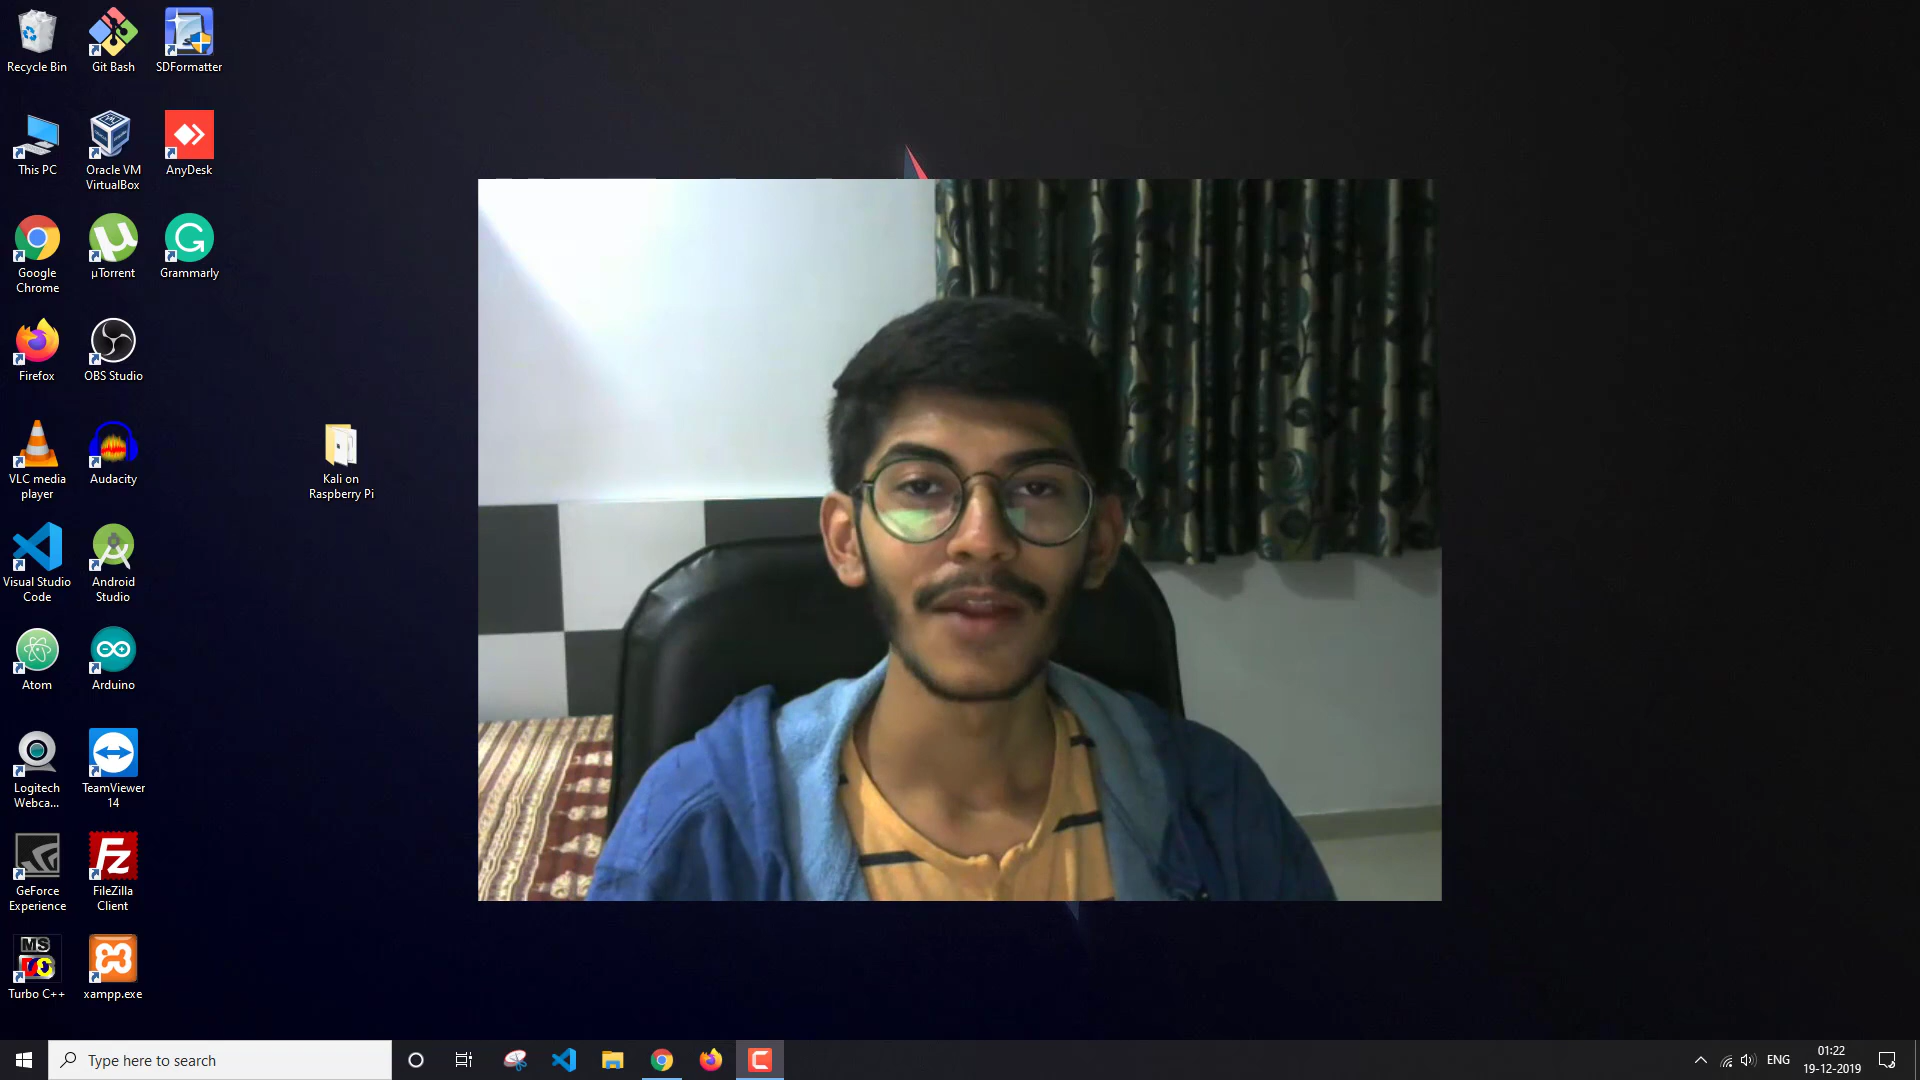 Recycle Bin
Git Bash
SDFormatter
This PC
Oracle VM
VirtualBox
AnyDesk
Google
Chrome
µTorrent
Grammarly
Firefox
OBS Studio
VLC media
player
Audacity
Kali on
Raspberry Pi
Visual Studio
Code
Android
Studio
Atom
Arduino
Logitech
Webca...
TeamViewer
14
GeForce
Experience
FileZilla
Client
MS
Turbo C++
xampp.exe
Type here to search
ENG
01:22
19-12-2019